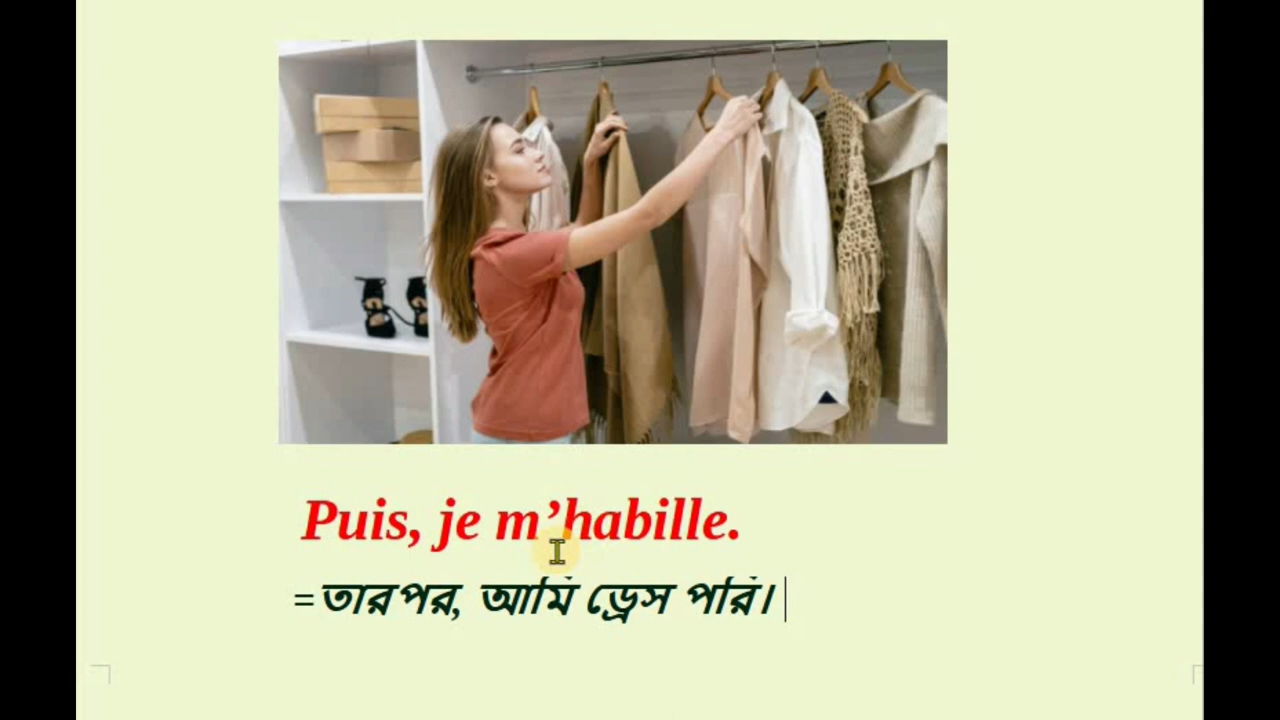 Puis, je m’habille.
=তারপর, আমি ড্রেস পরি।